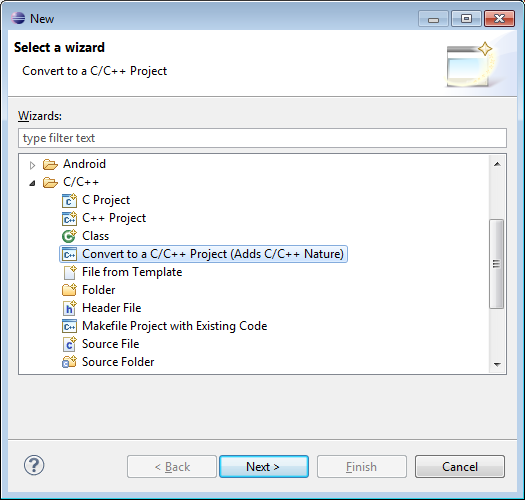 New
Select a wizard
Convert to a C/C++ Project
Wizards:
type filter text
Android
C/C++
C Project
C++ Project
Class
Convert to a C/C++ Project (Adds C/C++ Nature)
File from Template
Folder
Header File
Makefile Project with Existing Code
Source File
Source Folder
< Back Next > Finish Cancel